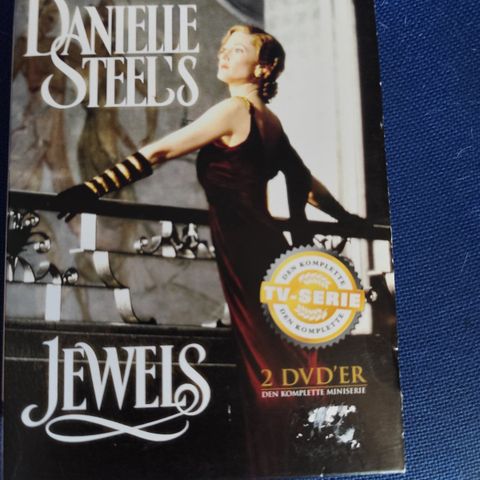 DANIELLE
STEEL'S
DEN KOMPLETTE
TV-SERIE
DEN KOMPLETTE
2 DVD'ER
DEN KOMPLETTE MINISERIE
JEWELS